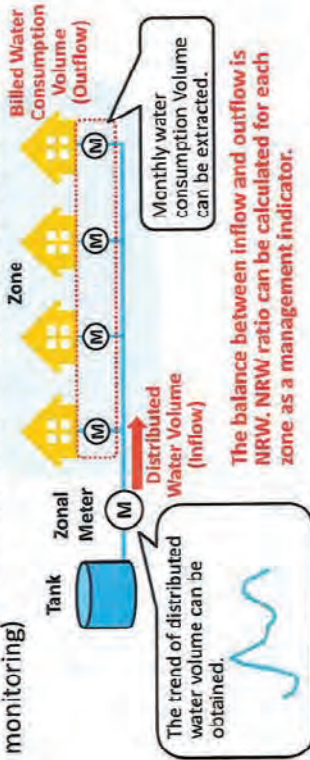 monitoring)
Tank
Zonal
Meter
M
Zone
M
M
M
M
Billed Water
Consumption
Volume
(Outflow)
Distributed
Water Volume
(Inflow)
Monthly water
consumption Volume
can be extracted.
The trend of distributed
water volume can be
obtained.
The balance between inflow and outflow is
NRW. NRW ratio can be calculated for each
zone as a management indicator.